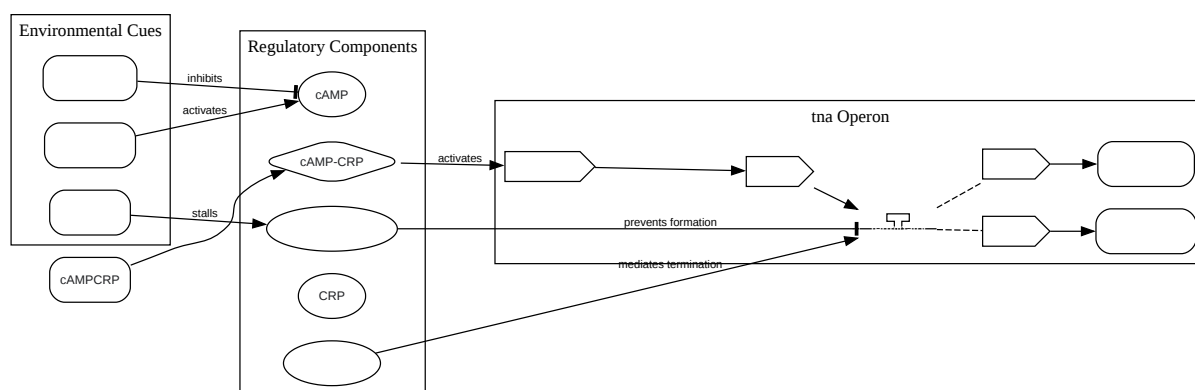 Environmental Cues
Regulatory Components
inhibits
cAMP
activates
tna Operon
cAMP-CRP
activates
stalls
prevents formation
mediates termination
cAMPCRP
CRP